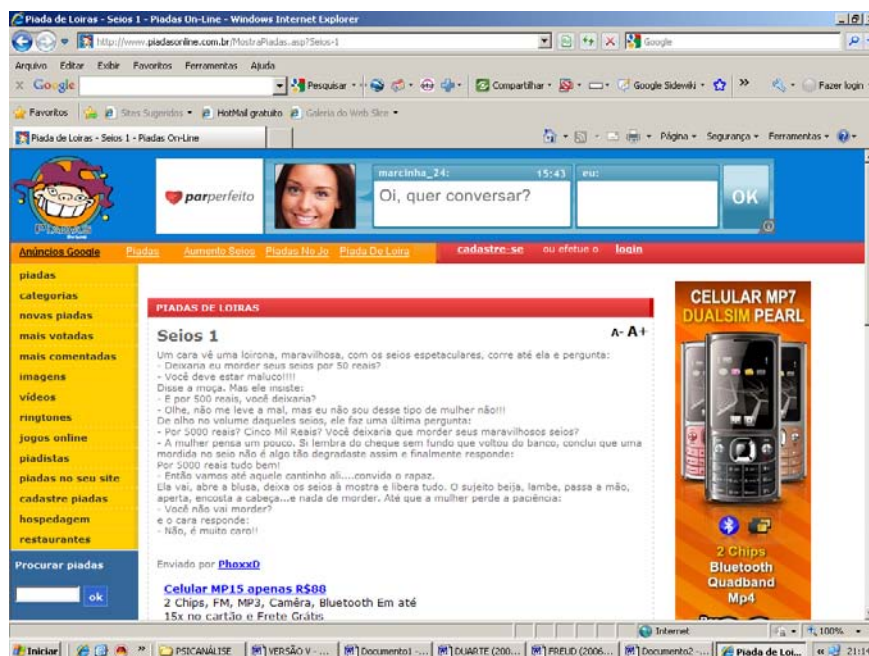 Piada de Loiras - Seios 1 - Piadas On-Line - Windows Internet Explorer
http://www.piadasonline.com.br/MostraPiadas.asp?Seios-1
Google
Arquivo Editar Exibir Favoritos Ferramentas Ajuda
x Google Pesquisar Compartilhar Google Sidewiki Fazer login
Favoritos Sites Sugeridos HotMail gratuito Galeria do Web Slice
Piada de Loiras - Seios 1 - Piadas On-Line
Página Segurança Ferramentas
parperfeito
marcinha_24: 15:43 eu:
Oi, quer conversar?
OK
Anúncios Google Piadas Aumento Seios Piadas No Jo Piada De Loira cadastre-se ou efetue o login
piadas
categorias
novas piadas
mais votadas
mais comentadas
imagens
vídeos
ringtones
jogos online
piadistas
piadas no seu site
cadastre piadas
hospedagem
restaurantes
Procurar piadas
ok
PIADAS DE LOIRAS
Seios 1
A- A+
Um cara vê uma loirona, maravilhosa, com os seios espetaculares, corre até ela e pergunta:
- Deixaria eu morder seus seios por 50 reais?
- Você deve estar maluco!!!!
Disse a moça. Mas ele insiste:
- E por 500 reais, você deixaria?
- Olhe, não me leve a mal, mas eu não sou desse tipo de mulher não!!!
De olho no volume daqueles seios, ele faz uma última pergunta:
- Por 5000 reais? Cinco Mil Reais? Você deixaria que morder seus maravilhosos seios?
- A mulher pensa um pouco. Si lembra do cheque sem fundo que voltou do banco, conclui que uma
mordida no seio não é algo tão degradaste assim e finalmente responde:
Por 5000 reais tudo bem!
- Então vamos até aquele cantinho ali....convida o rapaz.
Ela vai, abre a blusa, deixa os seios à mostra e libera tudo. O sujeito beija, lambe, passa a mão,
aperta, encosta a cabeça...e nada de morder. Até que a mulher perde a paciência:
- Você não vai morder?
e o cara responde:
- Não, é muito caro!!
Enviado por PhoxxD
Celular MP15 apenas R$88
2 Chips, FM, MP3, Camêra, Bluetooth Em até
15x no cartão e Frete Grátis
CELULAR MP7
DUALSIM PEARL
2 Chips
Bluetooth
Quadband
Mp4
Internet 100%
Iniciar PSICANÁLISE VERSÃO V - ... Documento1 -... DUARTE (200... FREUD (2006... Documento2 -... Piada de Loi... 21:14